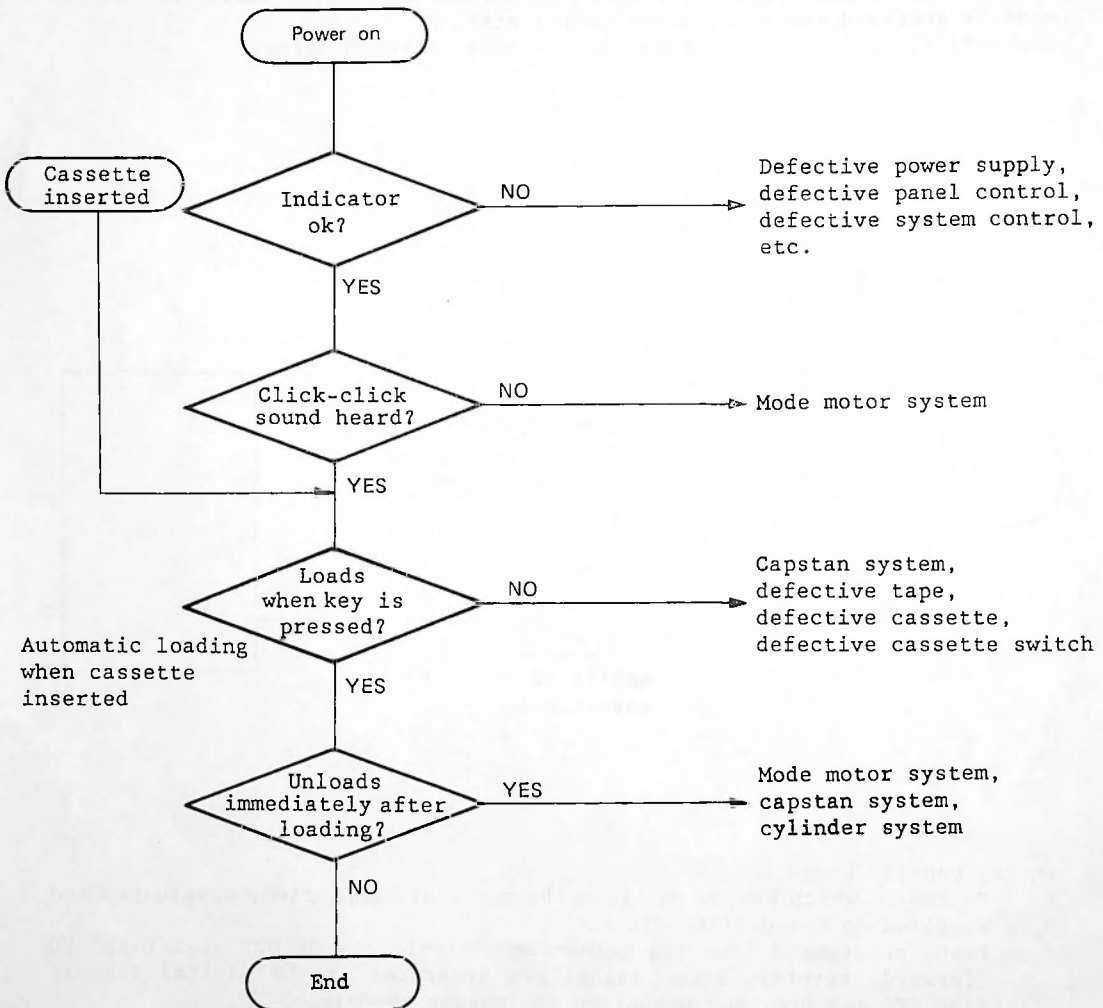 Power on
Cassette
inserted
Indicator
ok?
NO
Defective power supply,
defective panel control,
defective system control,
etc.
YES
Click-click
sound heard?
NO
Mode motor system
YES
Loads
when key is
pressed?
NO
Capstan system,
defective tape,
defective cassette,
defective cassette switch
Automatic loading
when cassette
inserted
YES
Unloads
immediately after
loading?
YES
Mode motor system,
capstan system,
cylinder system
NO
End